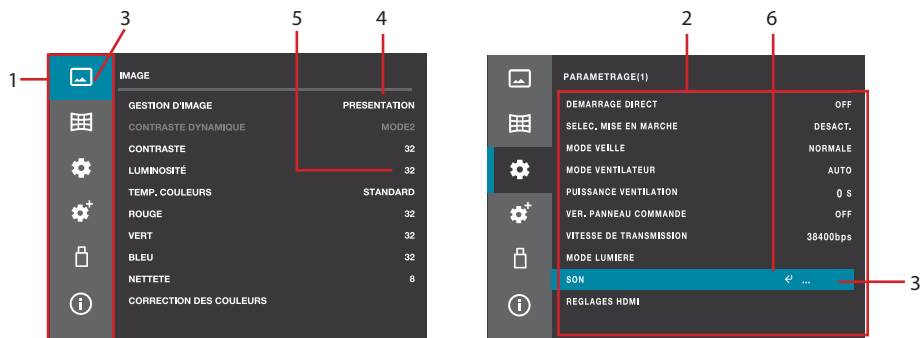 3
5
4
1
IMAGE
GESTION D'IMAGE PRESENTATION
CONTRASTE DYNAMIQUE MODE2
CONTRASTE 32
LUMINOSITÉ 32
TEMP. COULEURS STANDARD
ROUGE 32
VERT 32
BLEU 32
NETTETE 8
CORRECTION DES COULEURS
2
6
PARAMETRAGE(1)
DEMARRAGE DIRECT OFF
SELEC. MISE EN MARCHE DESACT.
MODE VEILLE NORMALE
MODE VENTILATEUR AUTO
PUISSANCE VENTILATION 0 S
VER. PANNEAU COMMANDE OFF
VITESSE DE TRANSMISSION 38400bps
MODE LUMIERE
SON ...
REGLAGES HDMI
3